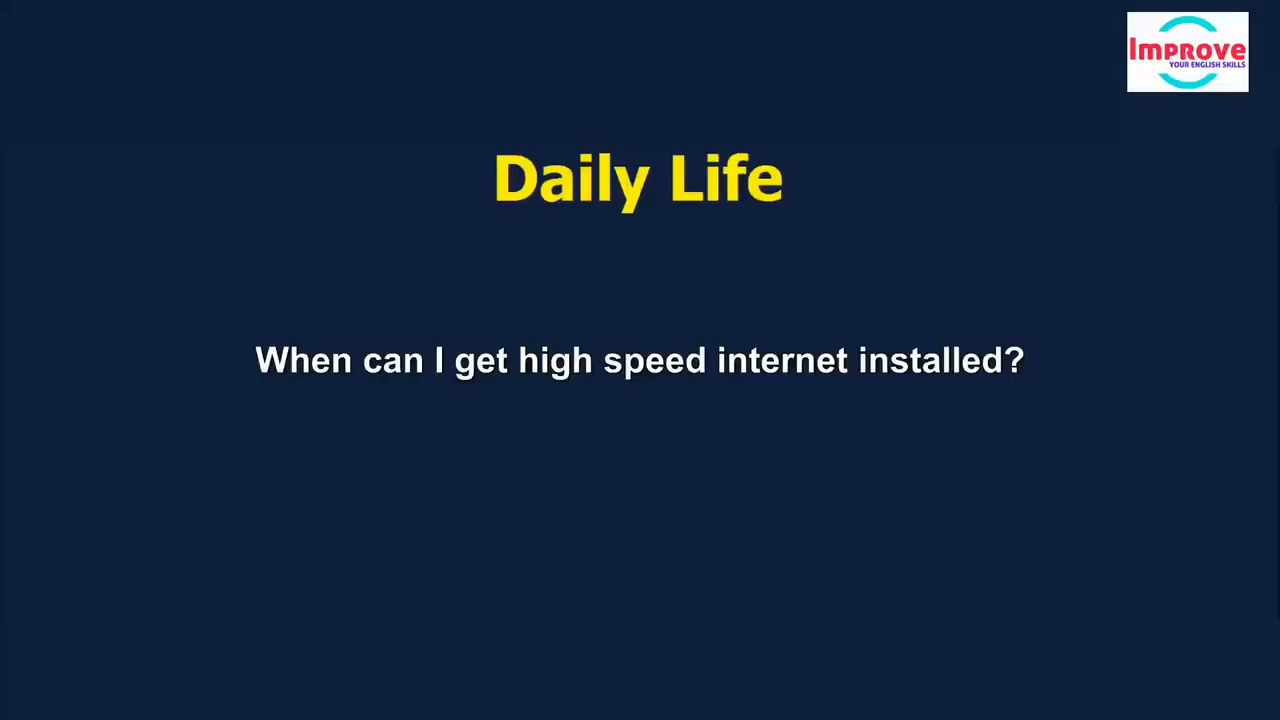 Improve
YOUR ENGLISH SKILLS
Daily Life
When can I get high speed internet installed?